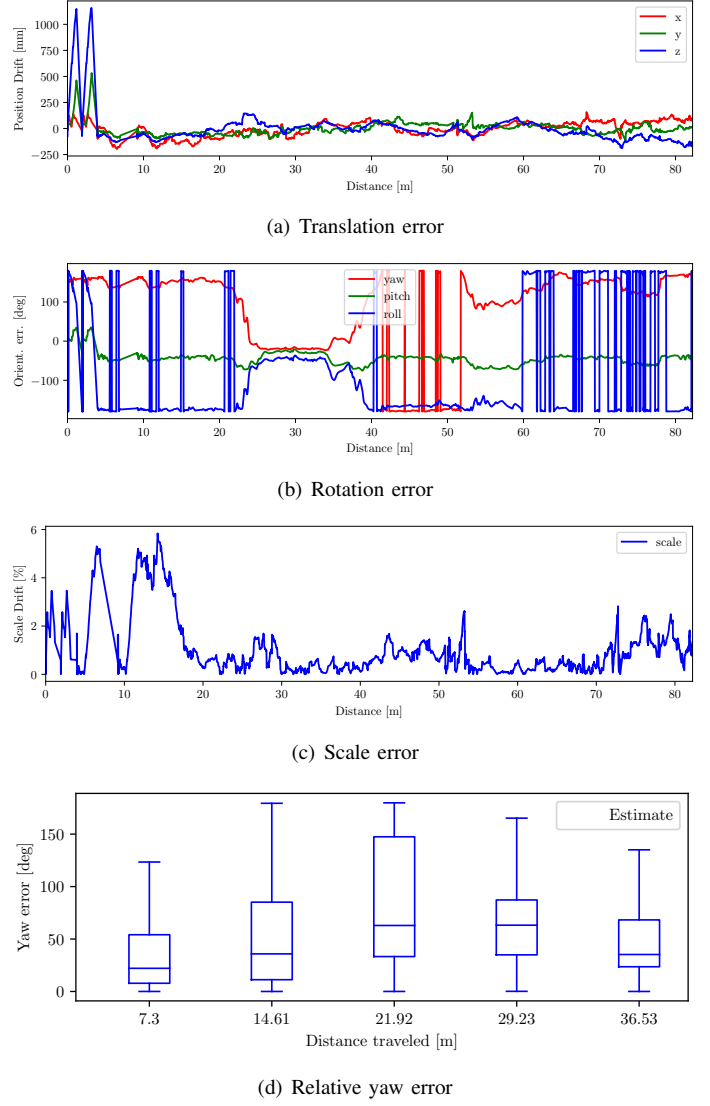 1000
750
500
250
0
−250
Position Drift [mm]
x
y
z
0 10 20 30 40 50 60 70 80
Distance [m]
(a) Translation error
100
0
−100
Orient. err. [deg]
yaw
pitch
roll
0 10 20 30 40 50 60 70 80
Distance [m]
(b) Rotation error
6
4
2
0
Scale Drift [%]
scale
0 10 20 30 40 50 60 70 80
Distance [m]
(c) Scale error
150
100
50
0
Yaw error [deg]
Estimate
7.3 14.61 21.92 29.23 36.53
Distance traveled [m]
(d) Relative yaw error